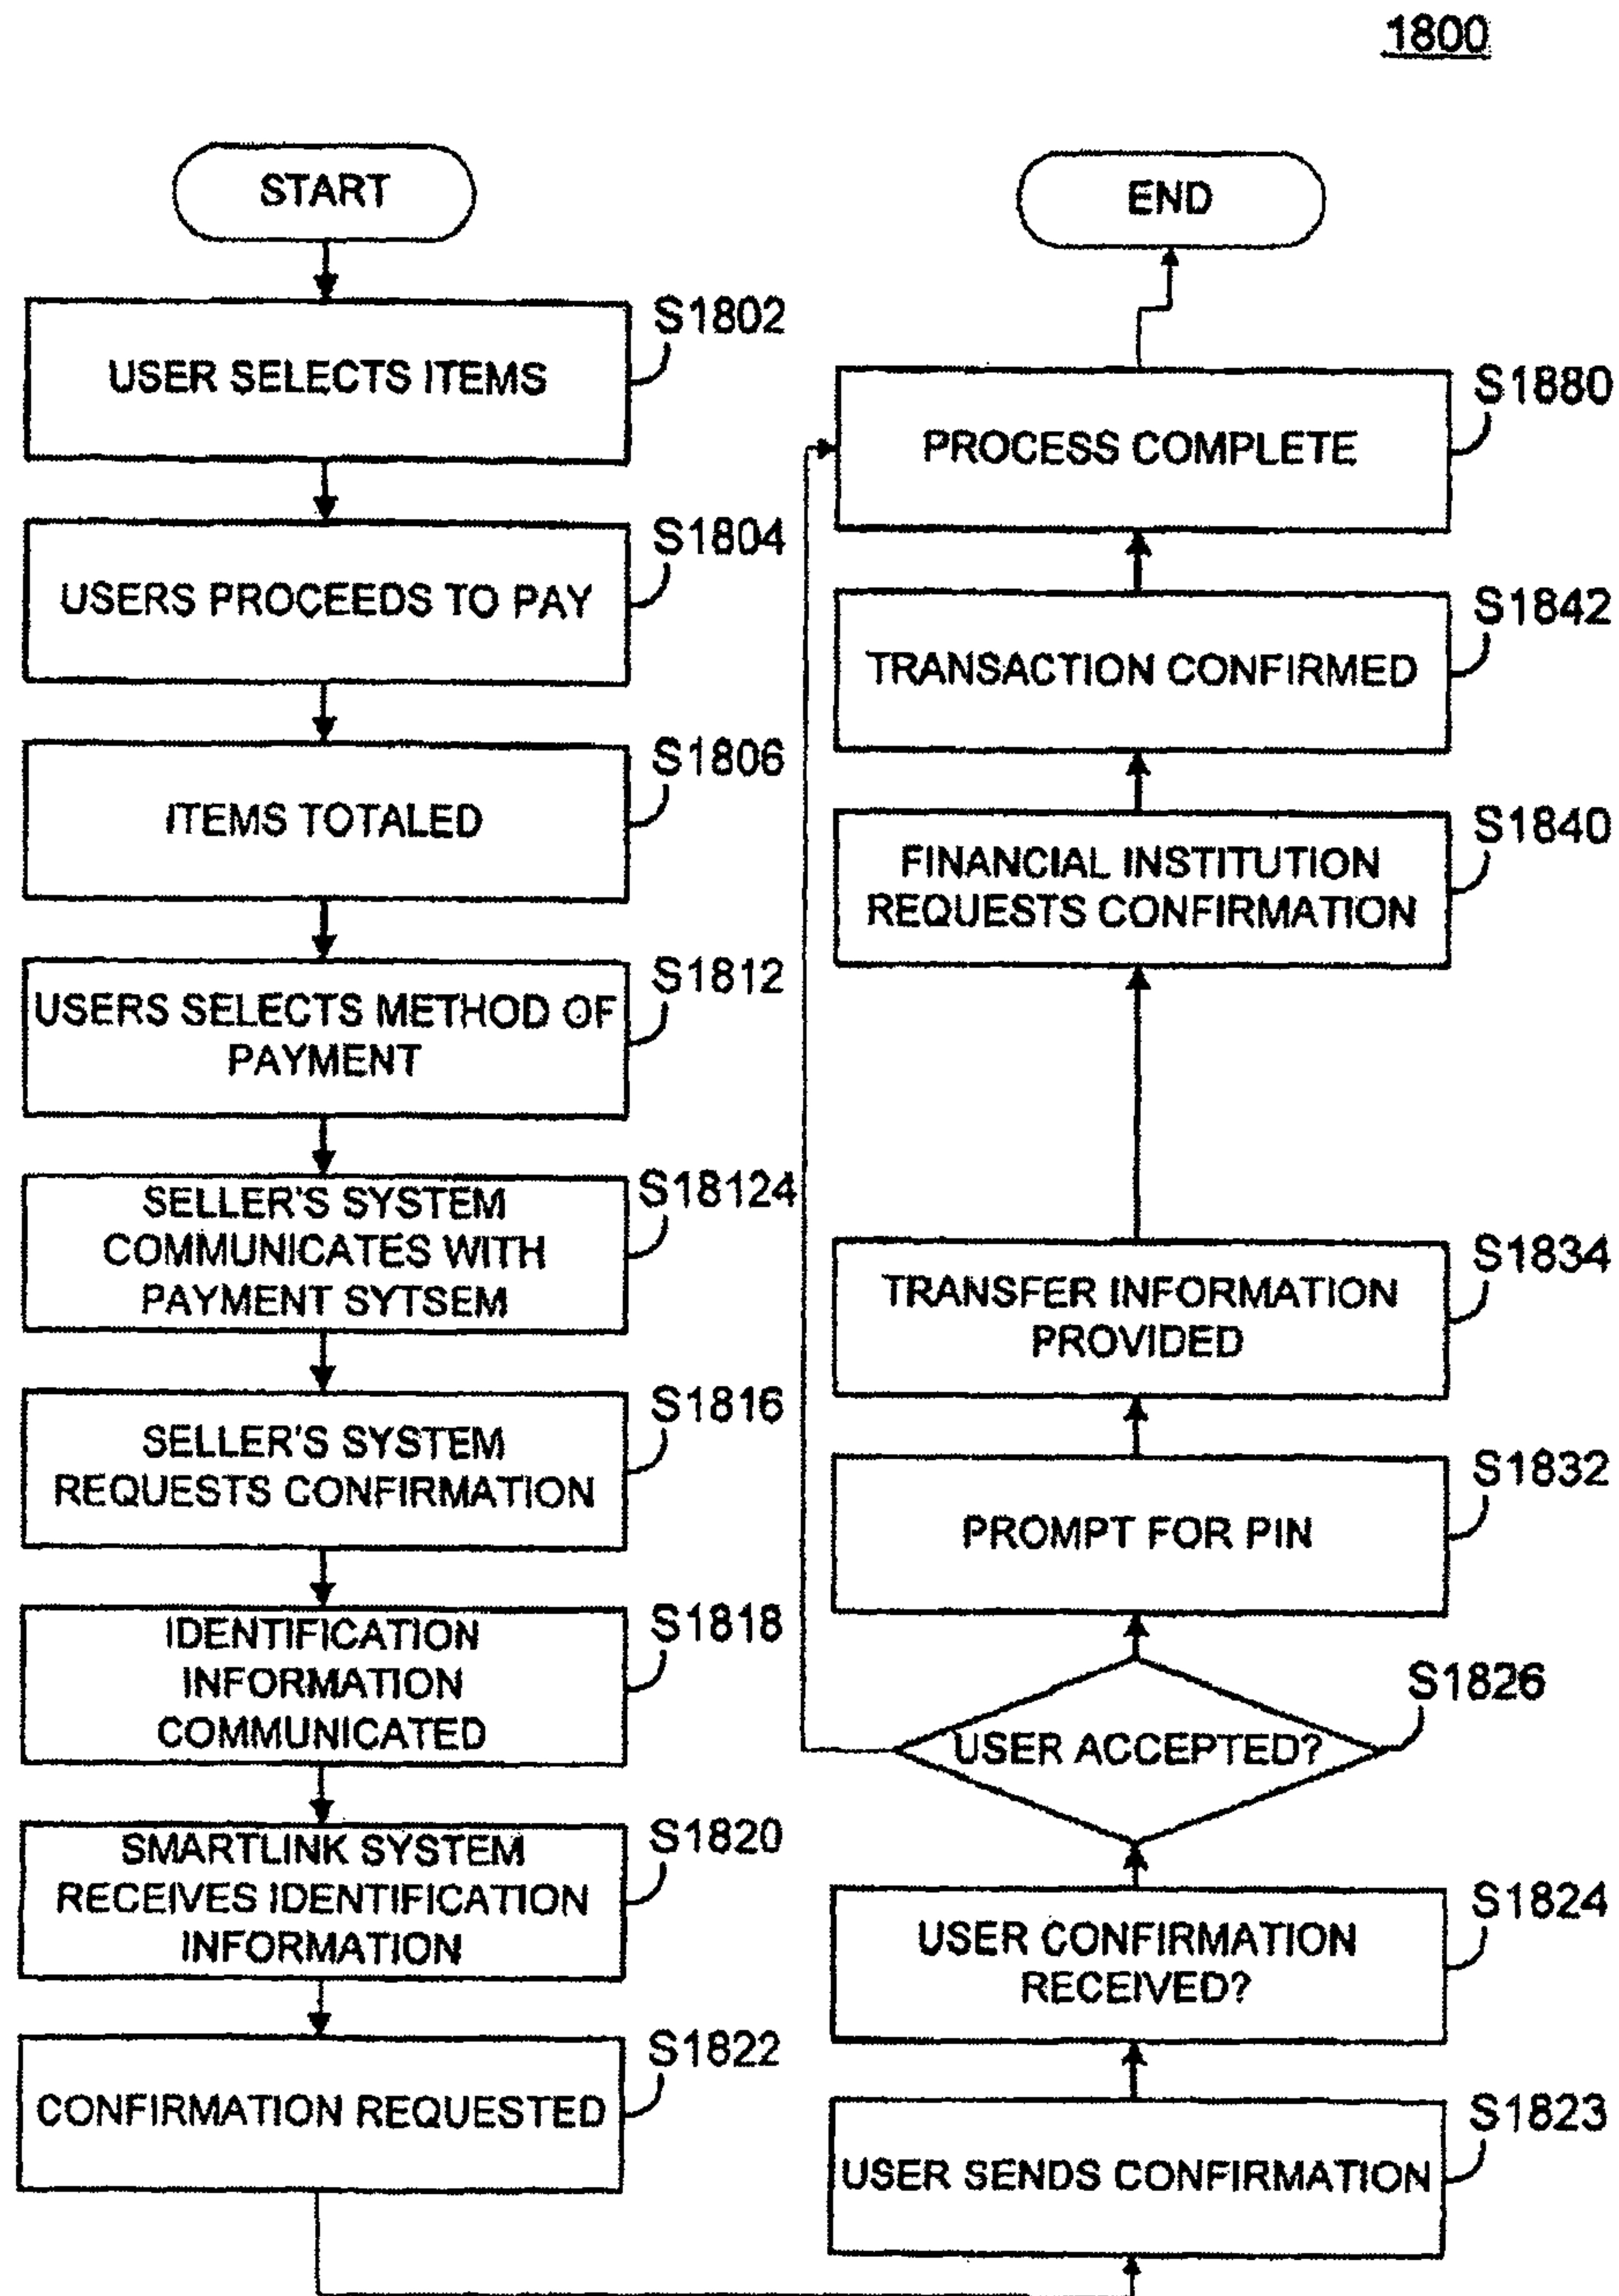 1800
START
S1802
USER SELECTS ITEMS
S1804
USERS PROCEEDS TO PAY
S1806
ITEMS TOTALED
S1812
USERS SELECTS METHOD OF
PAYMENT
S18124
SELLER'S SYSTEM
COMMUNICATES WITH
PAYMENT SYTSEM
S1816
SELLER'S SYSTEM
REQUESTS CONFIRMATION
S1818
IDENTIFICATION
INFORMATION
COMMUNICATED
S1820
SMARTLINK SYSTEM
RECEIVES IDENTIFICATION
INFORMATION
S1822
CONFIRMATION REQUESTED
END
S1880
PROCESS COMPLETE
S1842
TRANSACTION CONFIRMED
S1840
FINANCIAL INSTITUTION
REQUESTS CONFIRMATION
S1834
TRANSFER INFORMATION
PROVIDED
S1832
PROMPT FOR PIN
S1826
USER ACCEPTED?
S1824
USER CONFIRMATION
RECEIVED?
S1823
USER SENDS CONFIRMATION